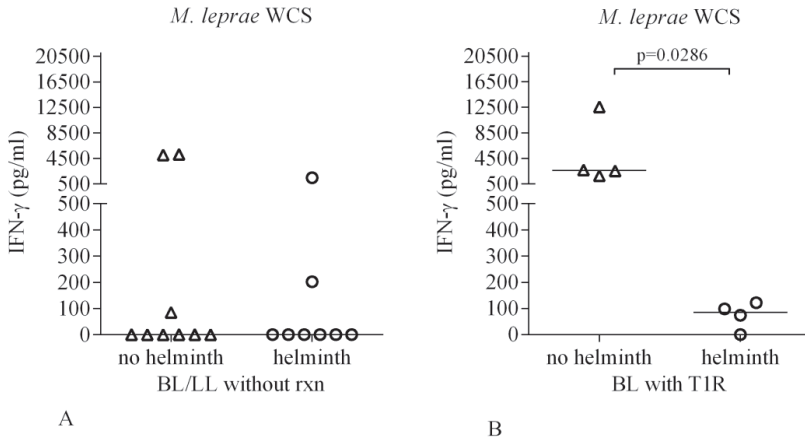 M. leprae WCS
IFN-γ (pg/ml)
20500
16500
12500
8500
4500
500
500
400
300
200
100
0
no helminth helminth
BL/LL without rxn
A
M. leprae WCS
p=0.0286
IFN-γ (pg/ml)
20500
16500
12500
8500
4500
500
500
400
300
200
100
0
no helminth helminth
BL with T1R
B